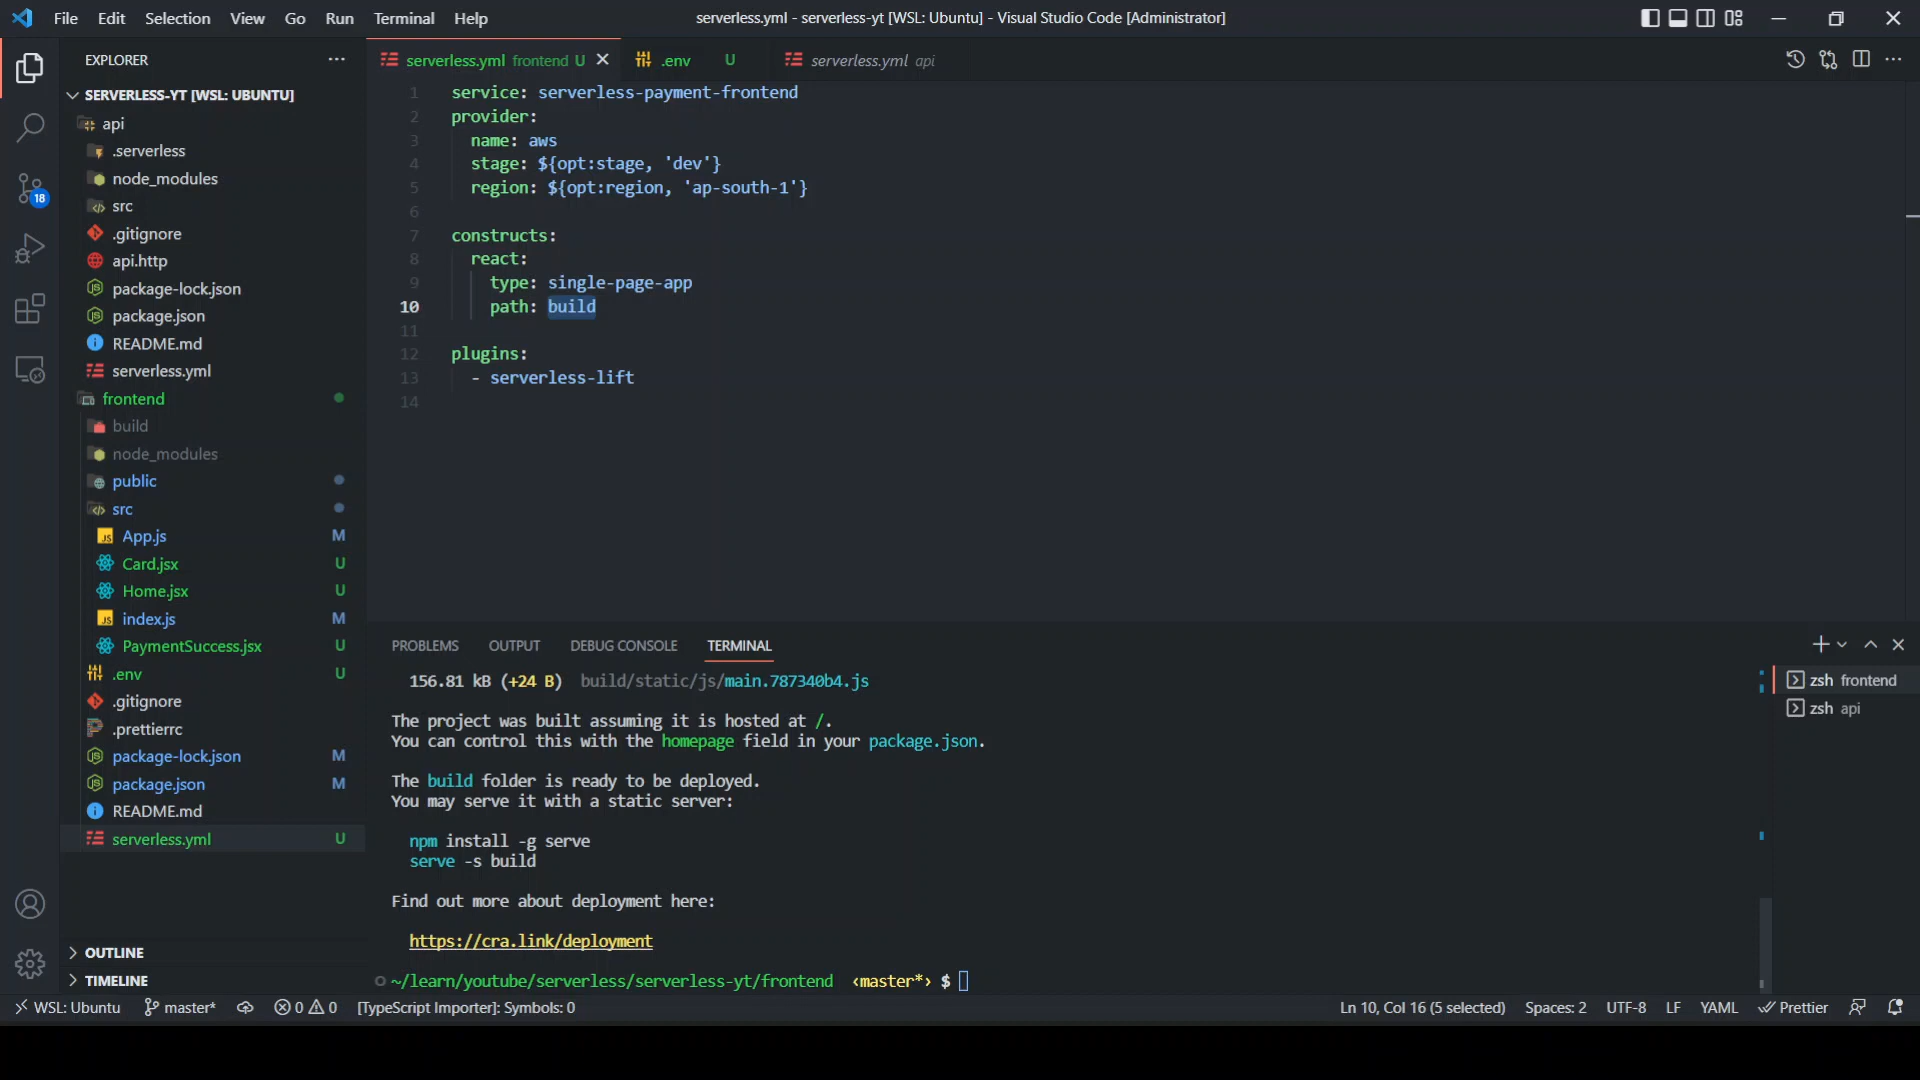 File Edit Selection View Go Run Terminal Help
serverless.yml - serverless-yt [WSL: Ubuntu] - Visual Studio Code [Administrator]
EXPLORER
SERVERLESS-YT [WSL: UBUNTU]
api
.serverless
node_modules
src
.gitignore
api.http
package-lock.json
package.json
README.md
serverless.yml
frontend
build
node_modules
public
src
App.js M
Card.jsx U
Home.jsx U
index.js M
PaymentSuccess.jsx U
.env U
.gitignore
.prettierrc
package-lock.json M
package.json M
README.md
serverless.yml U
OUTLINE
TIMELINE
18
serverless.yml frontend U
.env U
serverless.yml api
1 service: serverless-payment-frontend
2 provider:
3 name: aws
4 stage: ${opt:stage, 'dev'}
5 region: ${opt:region, 'ap-south-1'}
6
7 constructs:
8 react:
9 type: single-page-app
10 path: build
11
12 plugins:
13 - serverless-lift
14
PROBLEMS OUTPUT DEBUG CONSOLE TERMINAL
156.81 kB (+24 B) build/static/js/main.787340b4.js
The project was built assuming it is hosted at /.
You can control this with the homepage field in your package.json.
The build folder is ready to be deployed.
You may serve it with a static server:
npm install -g serve
serve -s build
Find out more about deployment here:
https://cra.link/deployment
~/learn/youtube/serverless/serverless-yt/frontend ‹master*› $
zsh frontend
zsh api
WSL: Ubuntu master* 0 0 [TypeScript Importer]: Symbols: 0
Ln 10, Col 16 (5 selected) Spaces: 2 UTF-8 LF YAML Prettier